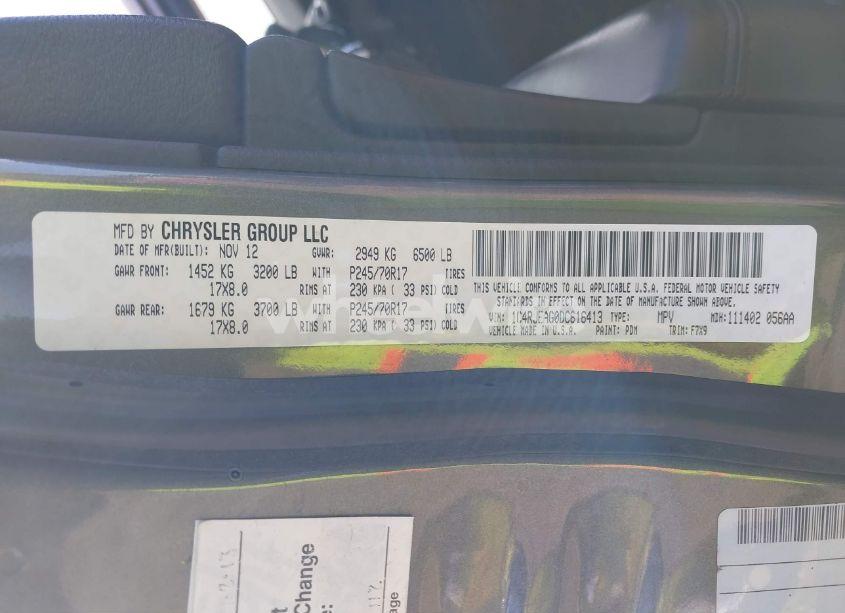 MFD BY CHRYSLER GROUP LLC
DATE OF MFR(BUILT): NOV 12 GVWR: 2949 KG 6500 LB
GAWR FRONT: 1452 KG 3200 LB WITH P245/70R17 TIRES
17X8.0 RIMS AT 230 KPA ( 33 PSI) COLD
GAWR REAR: 1679 KG 3700 LB WITH P245/70R17 TIRES
17X8.0 RIMS AT 230 KPA ( 33 PSI) COLD
THIS VEHICLE CONFORMS TO ALL APPLICABLE U.S.A. FEDERAL MOTOR VEHICLE SAFETY
STANDARDS IN EFFECT ON THE DATE OF MANUFACTURE SHOWN ABOVE.
VIN: 1C4RJEAG0DC616413 TYPE: MPV MDH: 111402 056AA
VEHICLE MADE IN U.S.A. PAINT: PDM TRIM: F7X9
Change